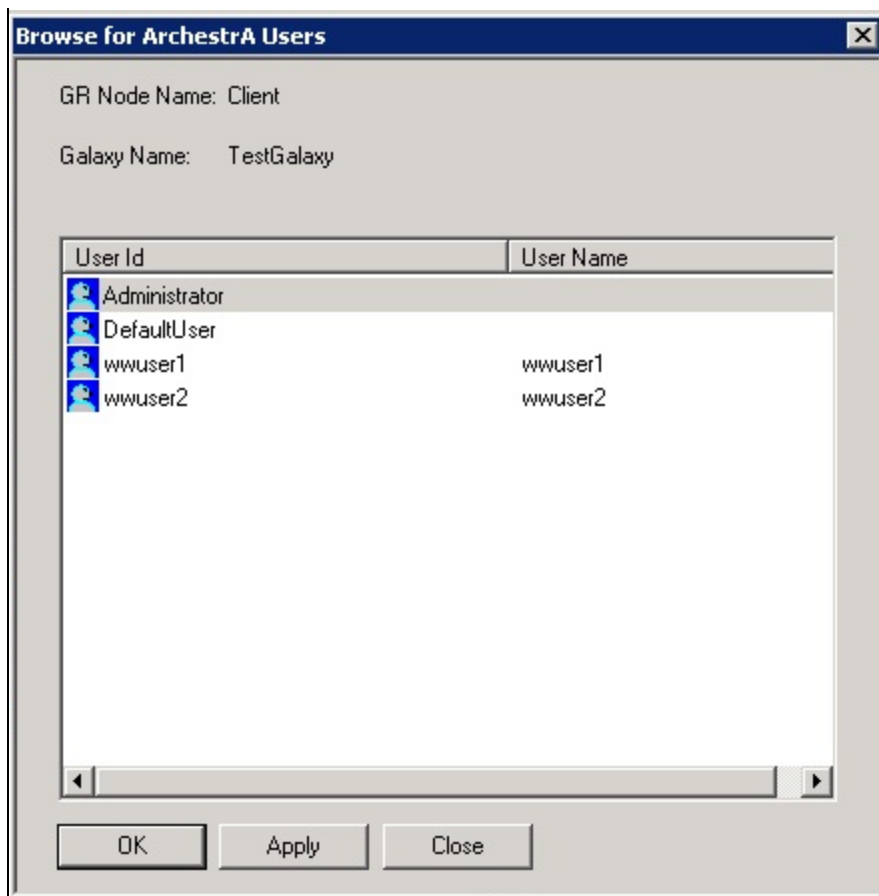 Browse for ArchestrA Users
GR Node Name: Client
Galaxy Name: TestGalaxy
User Id User Name
Administrator
DefaultUser
wwuser1 wwuser1
wwuser2 wwuser2
OK Apply Close